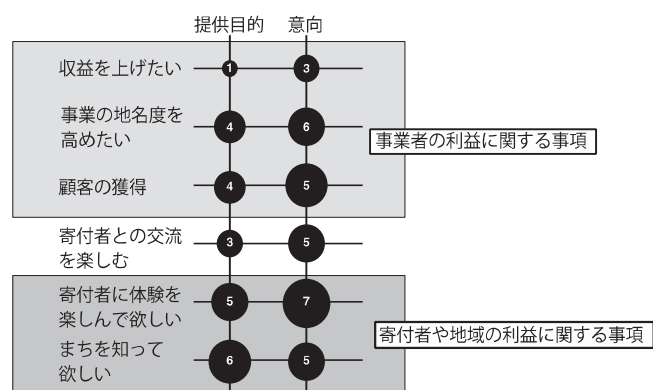 提供目的 意向
収益を上げたい 1 3
事業の地名度を
高めたい 4 6
事業者の利益に関する事項
顧客の獲得 4 5
寄付者との交流
を楽しむ 3 5
寄付者に体験を
楽しんで欲しい 5 7
寄付者や地域の利益に関する事項
まちを知って
欲しい 6 5